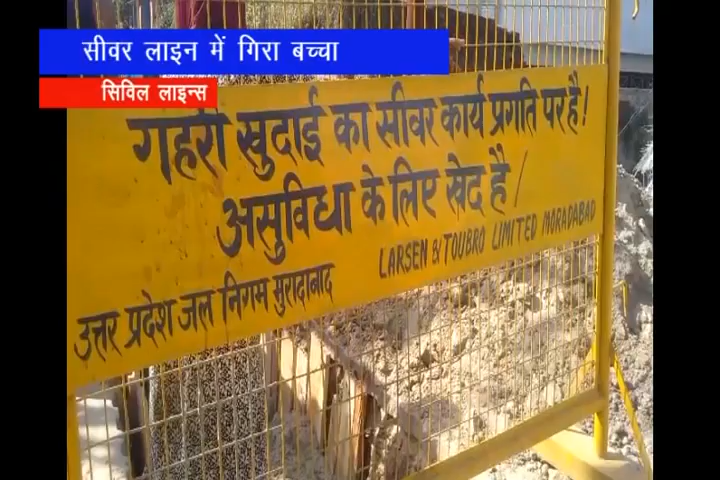 सीवर लाइन में गिरा बच्चा
सिविल लाइन्स
गहरी खुदाई का सीवर कार्य प्रगति पर है!
असुविधा के लिए खेद है/
LARSEN & TOUBRO LIMITED MORADABAD
उत्तर प्रदेश जल निगम मुरादाबाद